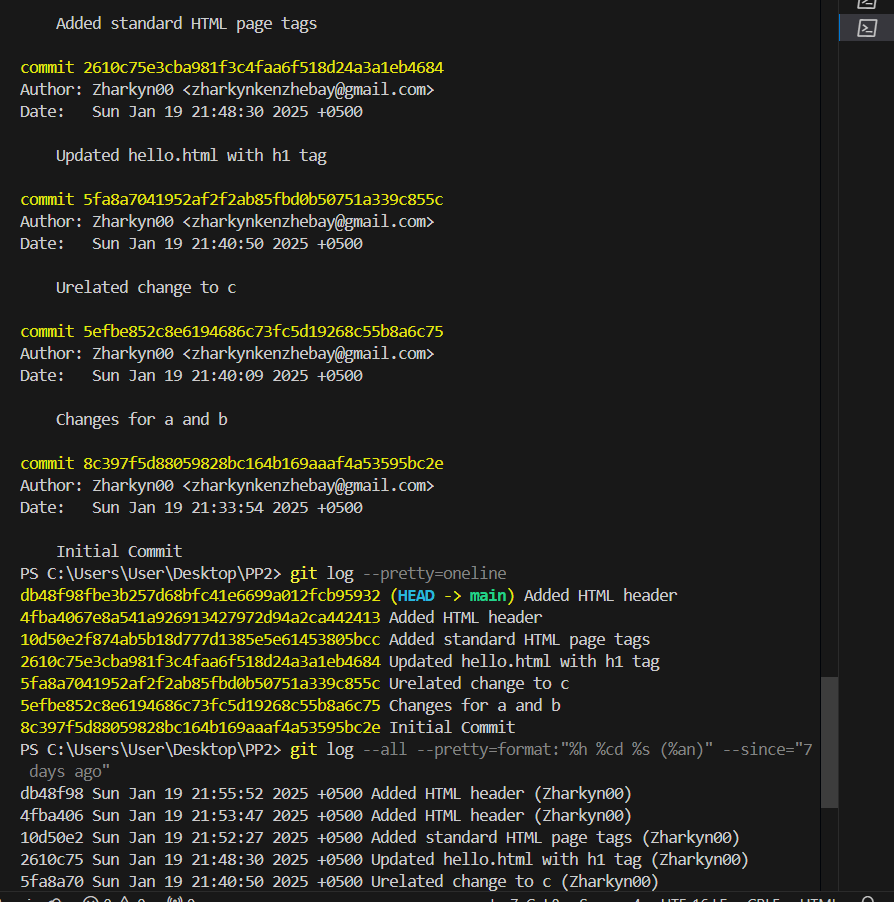 Added standard HTML page tags
commit 2610c75e3cba981f3c4faa6f518d24a3a1eb4684
Author: Zharkyn00 <zharkynkenzhebay@gmail.com>
Date:   Sun Jan 19 21:48:30 2025 +0500
Updated hello.html with h1 tag
commit 5fa8a7041952af2f2ab85fbd0b50751a339c855c
Author: Zharkyn00 <zharkynkenzhebay@gmail.com>
Date:   Sun Jan 19 21:40:50 2025 +0500
Urelated change to c
commit 5efbe852c8e6194686c73fc5d19268c55b8a6c75
Author: Zharkyn00 <zharkynkenzhebay@gmail.com>
Date:   Sun Jan 19 21:40:09 2025 +0500
Changes for a and b
commit 8c397f5d88059828bc164b169aaaf4a53595bc2e
Author: Zharkyn00 <zharkynkenzhebay@gmail.com>
Date:   Sun Jan 19 21:33:54 2025 +0500
Initial Commit
PS C:\Users\User\Desktop\PP2> git log --pretty=oneline
db48f98fbe3b257d68bfc41e6699a012fcb95932 (HEAD -> main) Added HTML header
4fba4067e8a541a926913427972d94a2ca442413 Added HTML header
10d50e2f874ab5b18d777d1385e5e61453805bcc Added standard HTML page tags
2610c75e3cba981f3c4faa6f518d24a3a1eb4684 Updated hello.html with h1 tag
5fa8a7041952af2f2ab85fbd0b50751a339c855c Urelated change to c
5efbe852c8e6194686c73fc5d19268c55b8a6c75 Changes for a and b
8c397f5d88059828bc164b169aaaf4a53595bc2e Initial Commit
PS C:\Users\User\Desktop\PP2> git log --all --pretty=format:"%h %cd %s (%an)" --since="7
days ago"
db48f98 Sun Jan 19 21:55:52 2025 +0500 Added HTML header (Zharkyn00)
4fba406 Sun Jan 19 21:53:47 2025 +0500 Added HTML header (Zharkyn00)
10d50e2 Sun Jan 19 21:52:27 2025 +0500 Added standard HTML page tags (Zharkyn00)
2610c75 Sun Jan 19 21:48:30 2025 +0500 Updated hello.html with h1 tag (Zharkyn00)
5fa8a70 Sun Jan 19 21:40:50 2025 +0500 Urelated change to c (Zharkyn00)